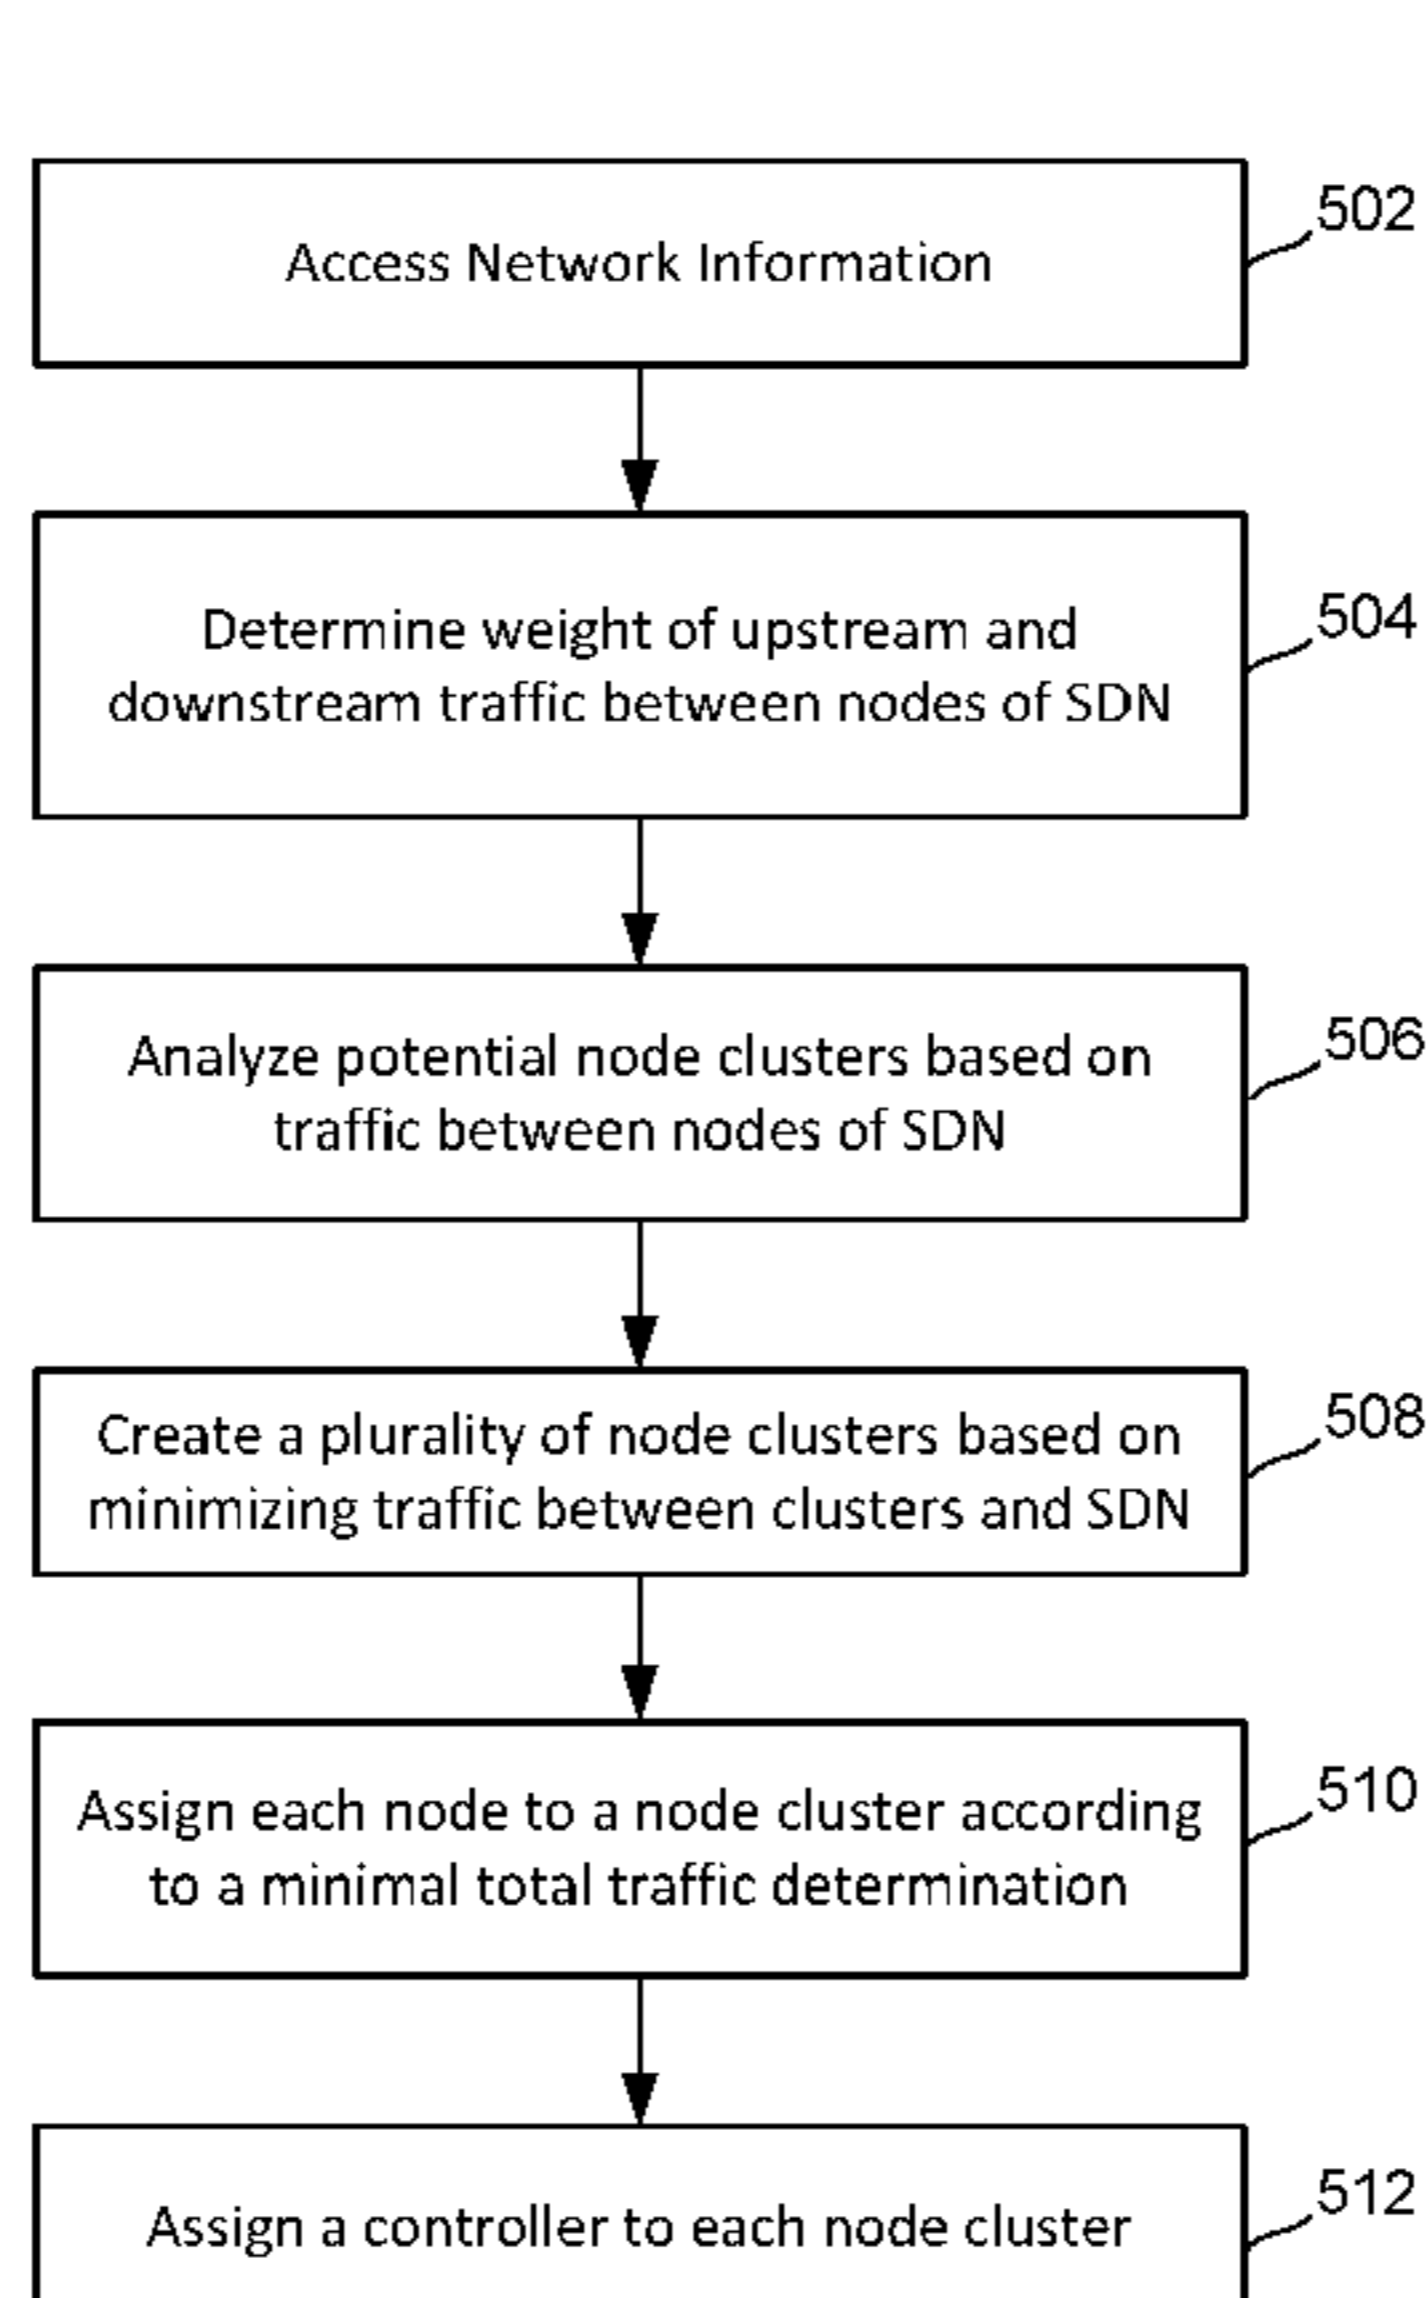 Access Network Information
502
Determine weight of upstream and
downstream traffic between nodes of SDN
504
Analyze potential node clusters based on
traffic between nodes of SDN
506
Create a plurality of node clusters based on
minimizing traffic between clusters and SDN
508
Assign each node to a node cluster according
to a minimal total traffic determination
510
Assign a controller to each node cluster
512